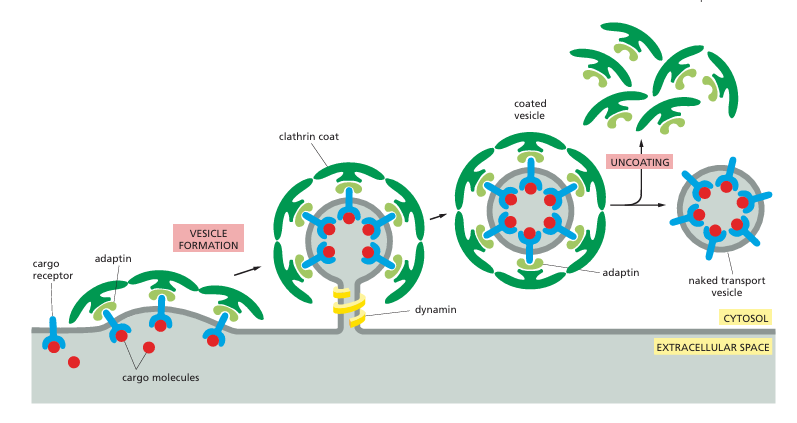 coated
vesicle
clathrin coat
UNCOATING
VESICLE
FORMATION
cargo
receptor
adaptin
adaptin
naked transport
vesicle
dynamin
CYTOSOL
EXTRACELLULAR SPACE
cargo molecules